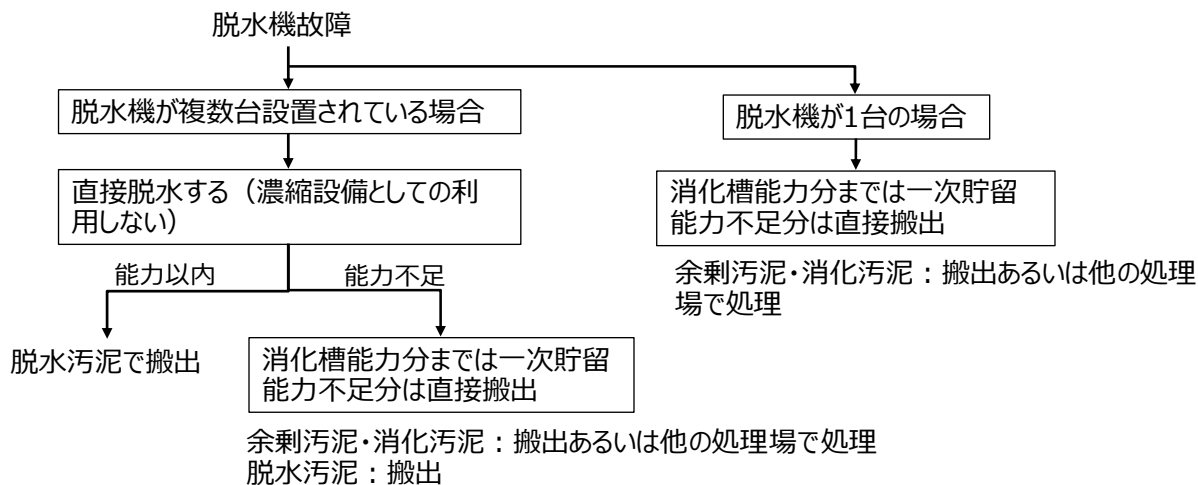 脱水機故障
脱水機が複数台設置されている場合
脱水機が1台の場合
直接脱水する（濃縮設備としての利
用しない）
消化槽能力分までは一次貯留
能力不足分は直接搬出
能力以内
能力不足
余剰汚泥・消化汚泥：搬出あるいは他の処理
場で処理
脱水汚泥で搬出
消化槽能力分までは一次貯留
能力不足分は直接搬出
余剰汚泥・消化汚泥：搬出あるいは他の処理場で処理
脱水汚泥：搬出